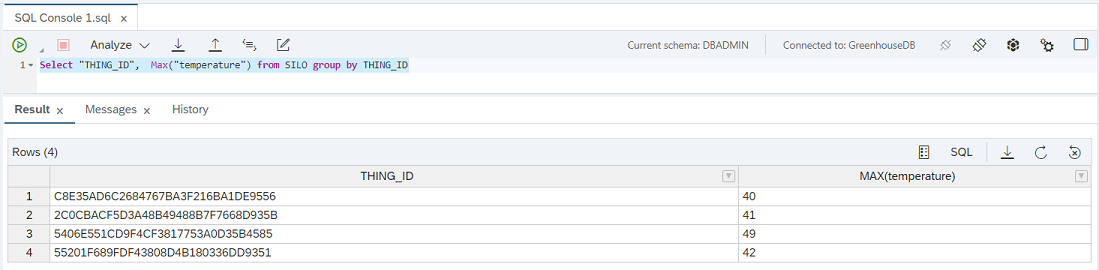 SQL Console 1.sql x
Analyze
Current schema: DBADMIN
Connected to: GreenhouseDB
1 Select "THING_ID", Max("temperature") from SILO group by THING_ID
Result x Messages x History
Rows (4)
SQL
THING_ID MAX(temperature)
1 C8E35AD6C2684767BA3F216BA1DE9556 40
2 2C0CBACF5D3A48B49488B7F7668D935B 41
3 5406E551CD9F4CF3817753A0D35B4585 49
4 55201F689FDF43808D4B180336DD9351 42